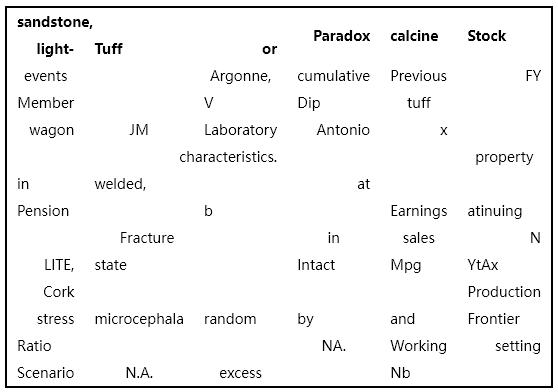 sandstone, light- Tuff or Paradox calcine Stock
events Argonne, cumulative Previous FY
Member V Dip tuff
wagon JM Laboratory Antonio x
characteristics. property
in welded, at
Pension b Earnings atinuing
Fracture in sales N
LITE, state Intact Mpg YtAx
Cork Production
stress microcephala random by and Frontier
Ratio NA. Working setting
Scenario N.A. excess Nb